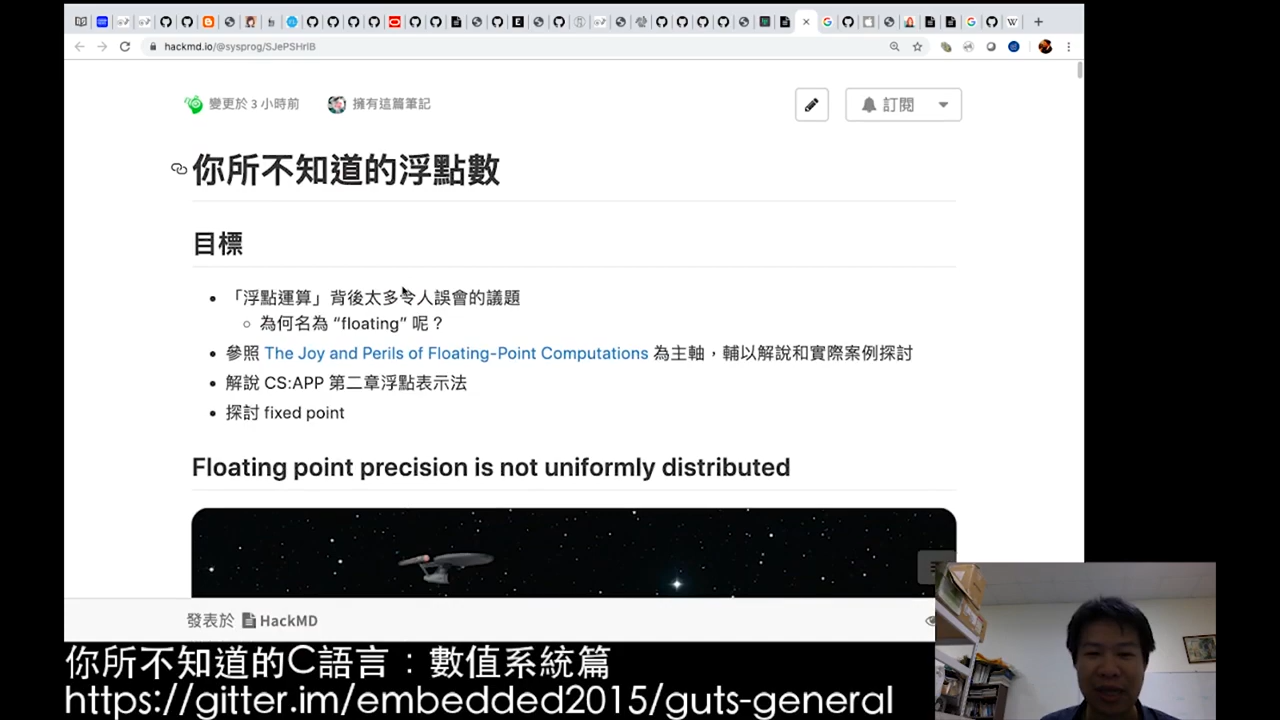 hackmd.io/@sysprog/SJePSHrlB
變更於 3 小時前
擁有這篇筆記
訂閱
你所不知道的浮點數
目標
「浮點運算」背後太多令人誤會的議題
為何名為 “floating” 呢？
參照 The Joy and Perils of Floating-Point Computations 為主軸，輔以解說和實際案例探討
解說 CS:APP 第二章浮點表示法
探討 fixed point
Floating point precision is not uniformly distributed
發表於 HackMD
你所不知道的C語言：數值系統篇
https://gitter.im/embedded2015/guts-general